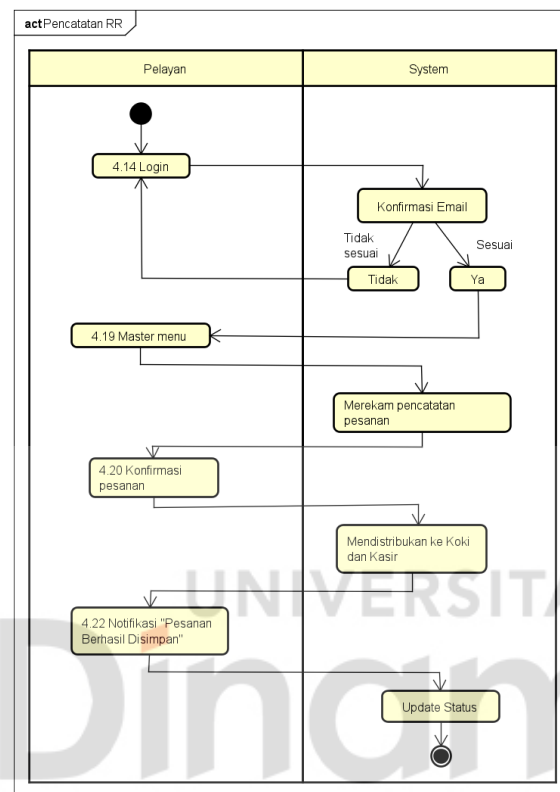 act Pencatatan RR
Pelayan
System
4.14 Login
Konfirmasi Email
Tidak
sesuai
Sesuai
Tidak
Ya
4.19 Master menu
Merekam pencatatan
pesanan
4.20 Konfirmasi
pesanan
Mendistribukan ke Koki
dan Kasir
UNIVERSITA
4.22 Notifikasi "Pesanan
Berhasil Disimpan"
Dinam
Update Status